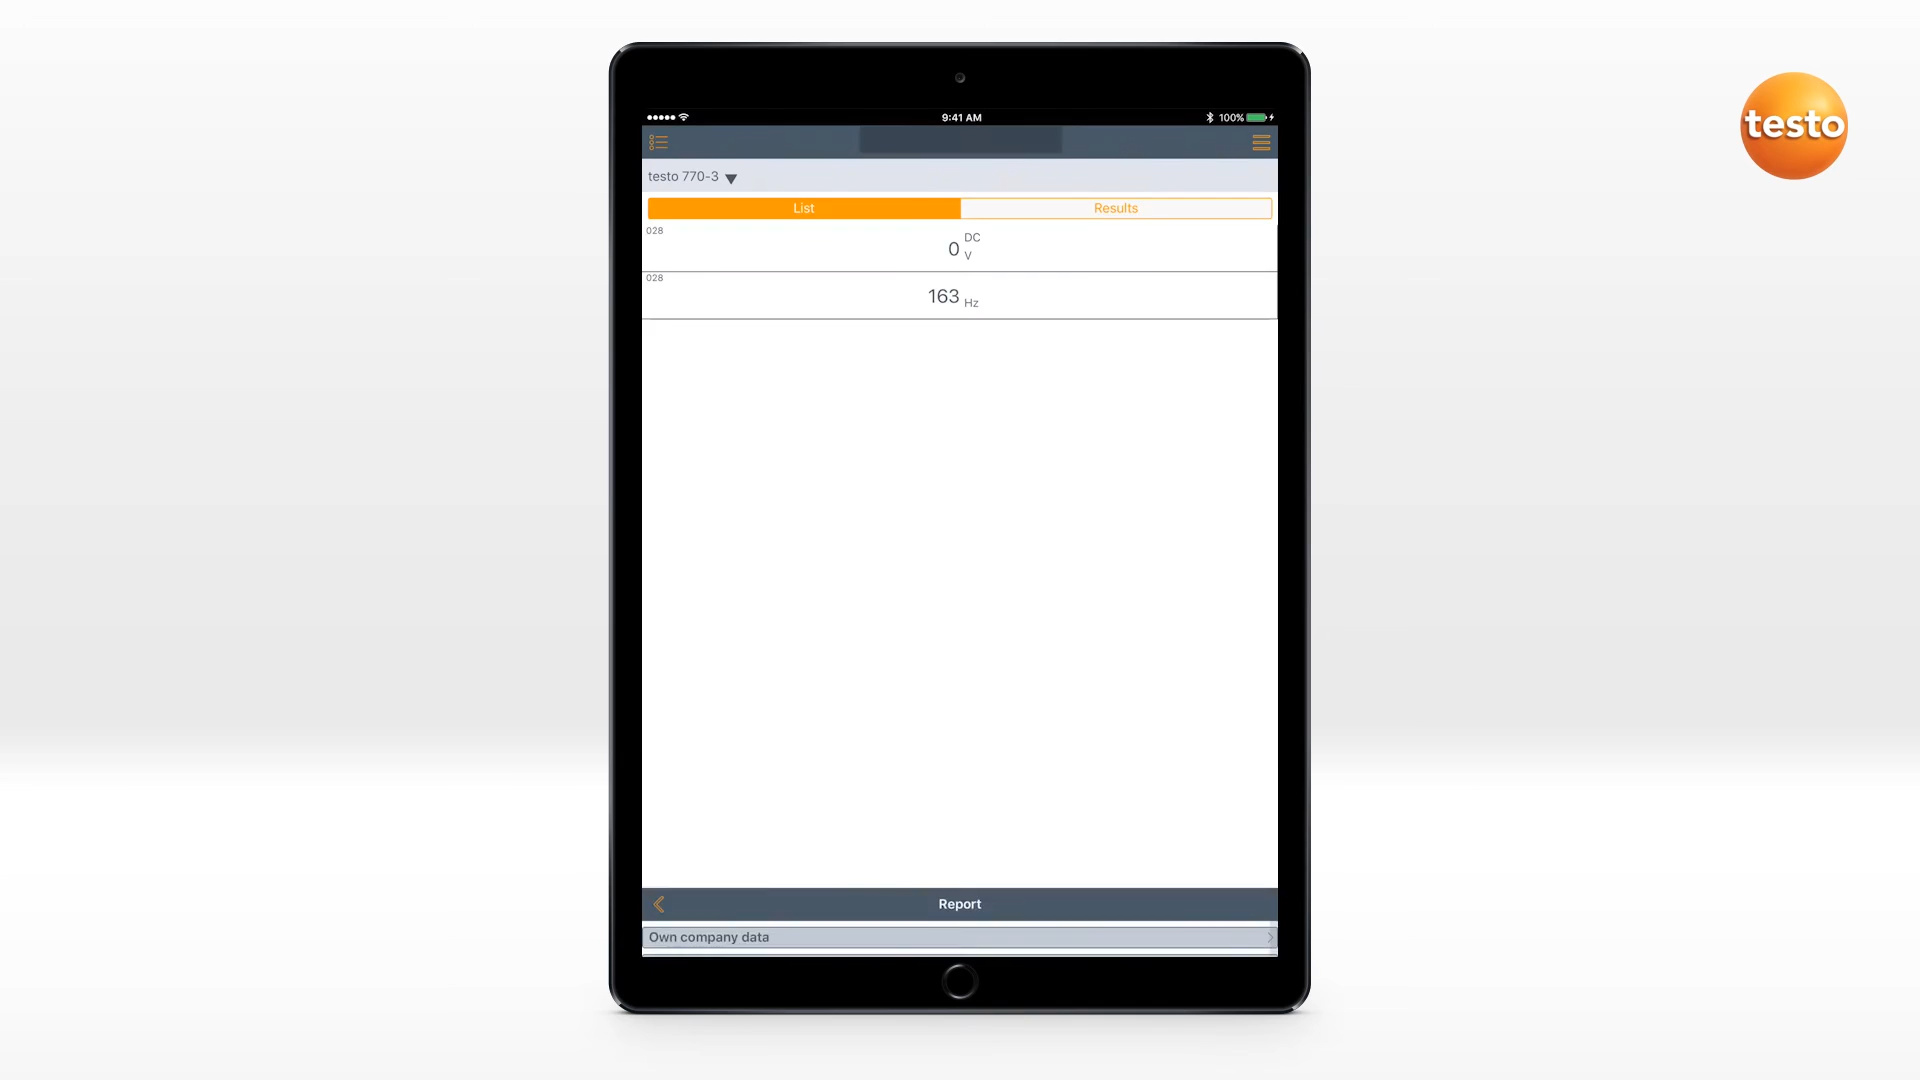 9:41 AM
100%
testo
testo 770-3
List
Results
028
0 DC V
028
163 Hz
Report
Own company data